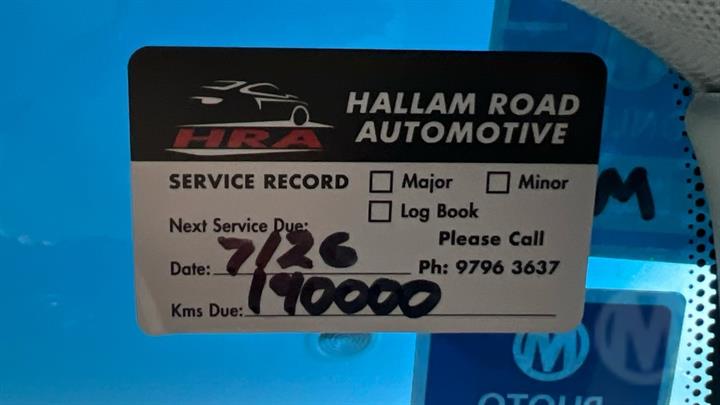 HALLAM ROAD
AUTOMOTIVE
HRA
SERVICE RECORD Major Minor
Log Book
Next Service Due:
Please Call
Date: 7/26 Ph: 9796 3637
Kms Due: 190000